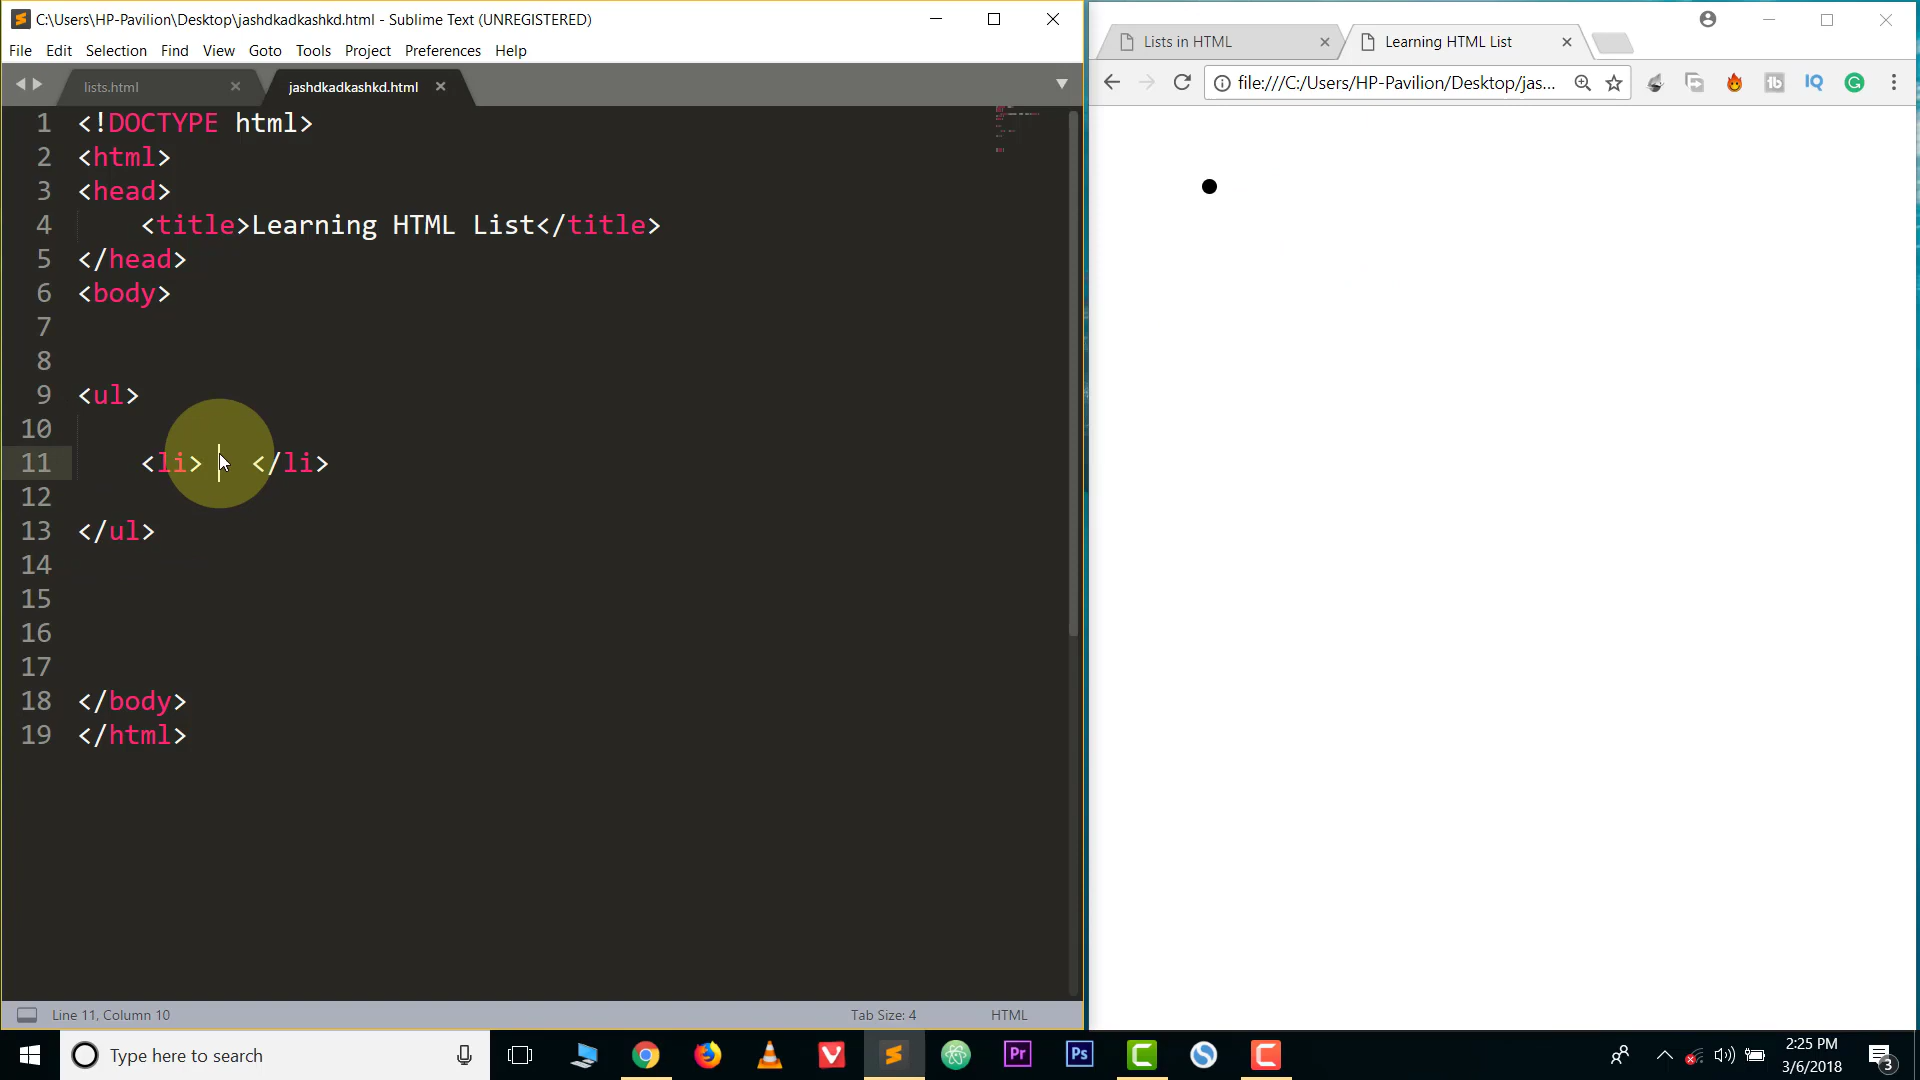 C:\Users\HP-Pavilion\Desktop\jashdkadkashkd.html - Sublime Text (UNREGISTERED)
File Edit Selection Find View Goto Tools Project Preferences Help
lists.html
jashdkadkashkd.html
1 <!DOCTYPE html>
2 <html>
3 <head>
4 <title>Learning HTML List</title>
5 </head>
6 <body>
7
8
9 <ul>
10
11 <li> </li>
12
13 </ul>
14
15
16
17
18 </body>
19 </html>
Line 11, Column 10
Tab Size: 4
HTML
Lists in HTML
Learning HTML List
file:///C:/Users/HP-Pavilion/Desktop/jas...
IQ
Type here to search
Pr
Ps
2:25 PM
3/6/2018
3